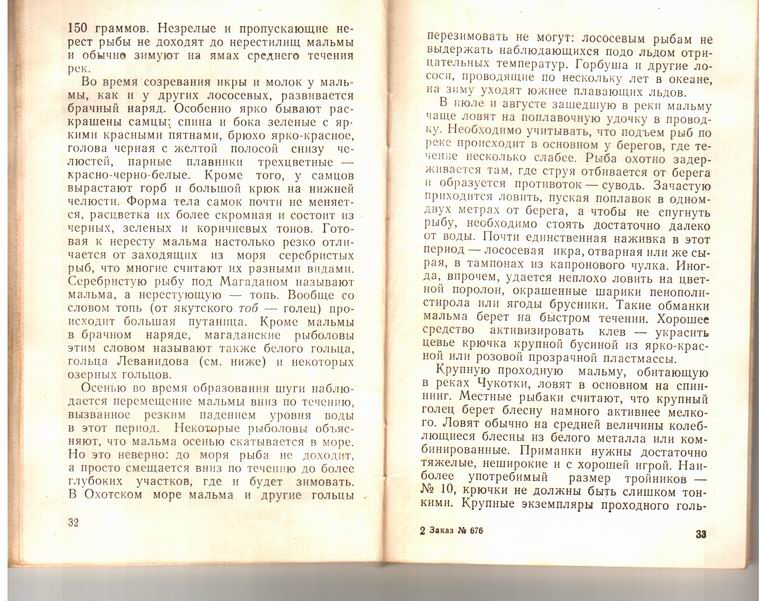 150 граммов. Незрелые и пропускающие не-
рест рыбы не доходят до нерестилищ мальмы
и обычно зимуют на ямах среднего течения
рек.
Во время созревания икры и молок у маль-
мы, как и у других лососевых, развивается
брачный наряд. Особенно ярко бывают рас-
крашены самцы; спина и бока зеленые с яр-
кими красными пятнами, брюхо ярко-красное,
голова черная с желтой полосой снизу че-
люстей, парные плавники трехцветные —
красно-черно-белые. Кроме того, у самцов
вырастают горб и большой крюк на нижней
челюсти. Форма тела самок почти не меняет-
ся, расцветка их более скромная и состоит из
черных, зеленых и коричневых тонов. Гото-
вая к нересту мальма настолько резко отли-
чается от заходящих из моря серебристых
рыб, что многие считают их разными видами.
Серебристую рыбу под Магаданом называют
мальма, а нерестующую — топь. Вообще со
словом топь (от якутского тоб — голец) про-
исходит большая путаница. Кроме мальмы
в брачном наряде, магаданские рыболовы
этим словом называют также белого гольца,
гольца Леванидова (см. ниже) и некоторых
озерных гольцов.
Осенью во время образования шуги наблю-
дается перемещение мальмы вниз по течению,
вызванное резким падением уровня воды
в этот период. Некоторые рыболовы объяс-
няют, что мальма осенью скатывается в море.
Но это неверно: до моря рыба не доходит,
а просто смещается вниз по течению до более
глубоких участков, где и будет зимовать.
В Охотском море мальма и другие гольцы
32
перезимовать не могут: лососевым рыбам не
выдержать наблюдающихся подо льдом отри-
цательных температур. Горбуша и другие ло-
соси, проводящие по нескольку лет в океане,
на зиму уходят южнее плавающих льдов.
В июле и августе зашедшую в реки мальму
чаще ловят на поплавочную удочку в провод-
ку. Необходимо учитывать, что подъем рыб по
реке происходит в основном у берегов, где те-
чение несколько слабее. Рыба охотно задер-
живается там, где струя отбивается от берега
и образуется противоток — суводь. Зачастую
приходится ловить, пуская поплавок в одном-
двух метрах от берега, а чтобы не спугнуть
рыбу, необходимо стоять достаточно далеко
от воды. Почти единственная наживка в этот
период — лососевая икра, отварная или же сы-
рая, в тампонах из капронового чулка. Иног-
да, впрочем, удается неплохо ловить на цвет-
ной поролон, окрашенные шарики пенополи-
стирола или ягоды брусники. Такие обманки
мальма берет на быстром течении. Хорошее
средство активизировать клев — украсить
цевье крючка крупной бусиной из ярко-крас-
ной или розовой прозрачной пластмассы.
Крупную проходную мальму, обитающую
в реках Чукотки, ловят в основном на спин-
нинг. Местные рыбаки считают, что крупный
голец берет блесну намного активнее мелко-
го. Ловят обычно на средней величины колеб-
лющиеся блесны из белого металла или ком-
бинированные. Приманки нужны достаточно
тяжелые, неширокие и с хорошей игрой. Наи-
более употребимый размер тройников —
№ 10, крючки не должны быть слишком тон-
кими. Крупные экземпляры проходного голь-
2 Заказ № 676
33